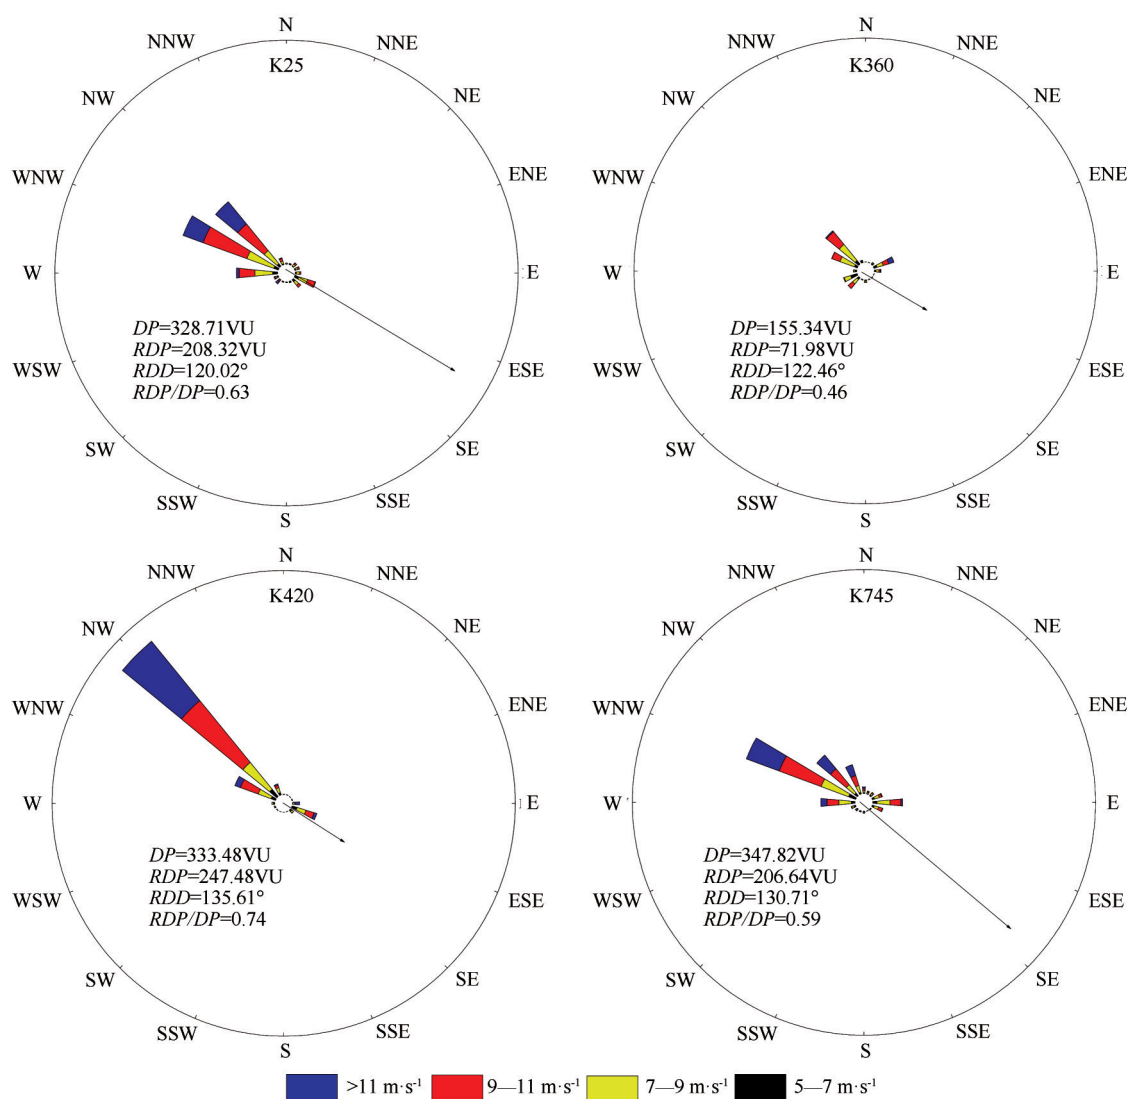 N
NNW
NNE
K25
NW
NE
WNW
ENE
W
E
DP=328.71VU
RDP=208.32VU
RDD=120.02°
RDP/DP=0.63
WSW
ESE
SW
SE
SSW
SSE
S
N
NNW
NNE
K360
NW
NE
WNW
ENE
W
E
DP=155.34VU
RDP=71.98VU
RDD=122.46°
RDP/DP=0.46
WSW
ESE
SW
SE
SSW
SSE
S
N
NNW
NNE
K420
NW
NE
WNW
ENE
W
E
DP=333.48VU
RDP=247.48VU
RDD=135.61°
RDP/DP=0.74
WSW
ESE
SW
SE
SSW
SSE
S
N
NNW
NNE
K745
NW
NE
WNW
ENE
W
E
DP=347.82VU
RDP=206.64VU
RDD=130.71°
RDP/DP=0.59
WSW
ESE
SW
SE
SSW
SSE
S
>11 m·s⁻¹ 9—11 m·s⁻¹ 7—9 m·s⁻¹ 5—7 m·s⁻¹